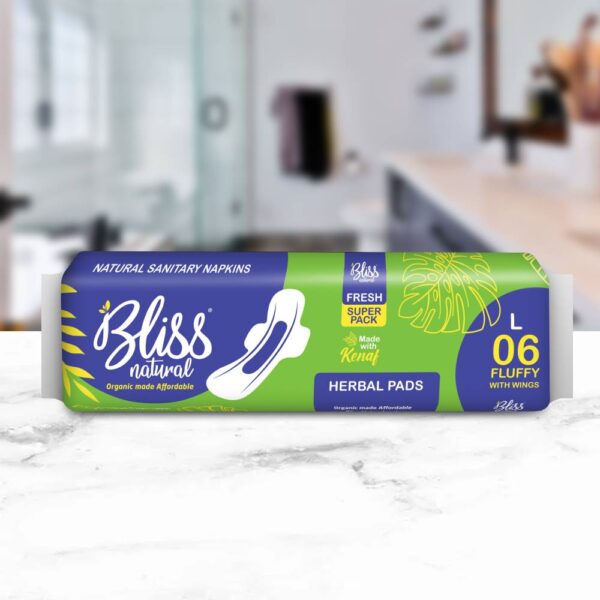 NATURAL SANITARY NAPKINS
Bliss®
natural
Organic made Affordable
Bliss
natural
FRESH
SUPER
PACK
Made
with
Kenaf
HERBAL PADS
Organic made Affordable
L
06
FLUFFY
WITH WINGS
Bliss